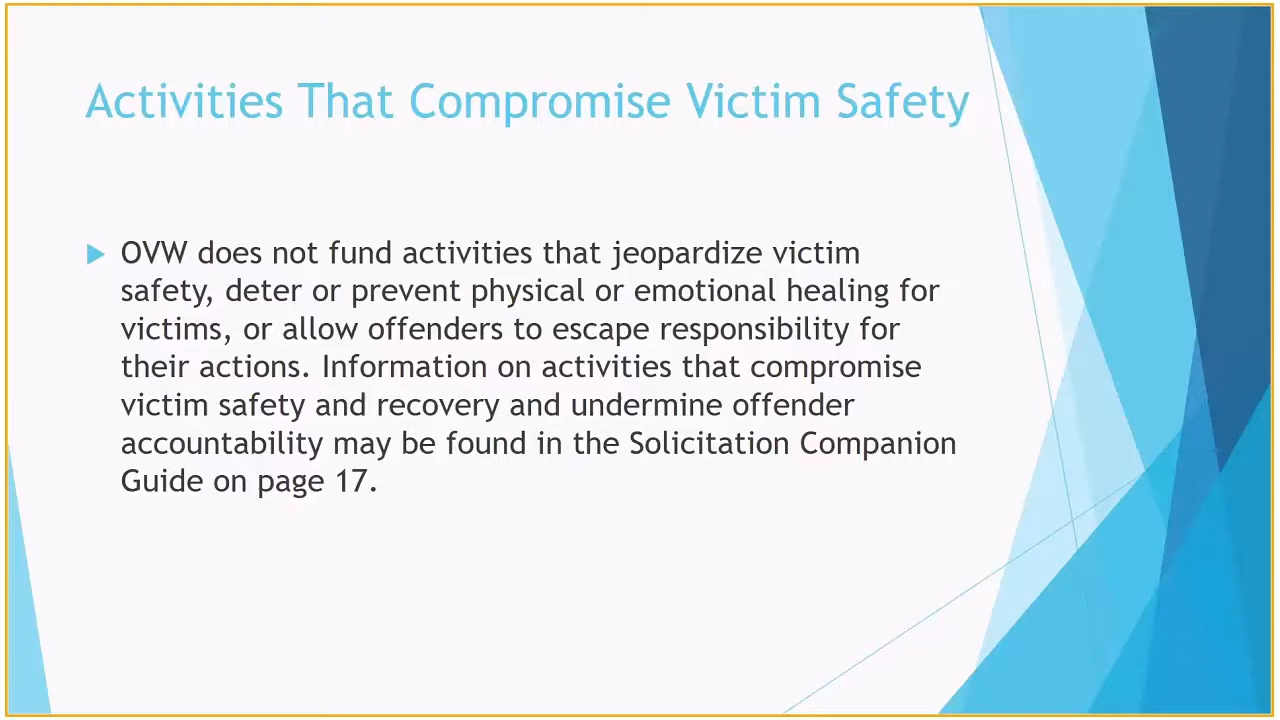 Activities That Compromise Victim Safety
OVW does not fund activities that jeopardize victim
safety, deter or prevent physical or emotional healing for
victims, or allow offenders to escape responsibility for
their actions. Information on activities that compromise
victim safety and recovery and undermine offender
accountability may be found in the Solicitation Companion
Guide on page 17.